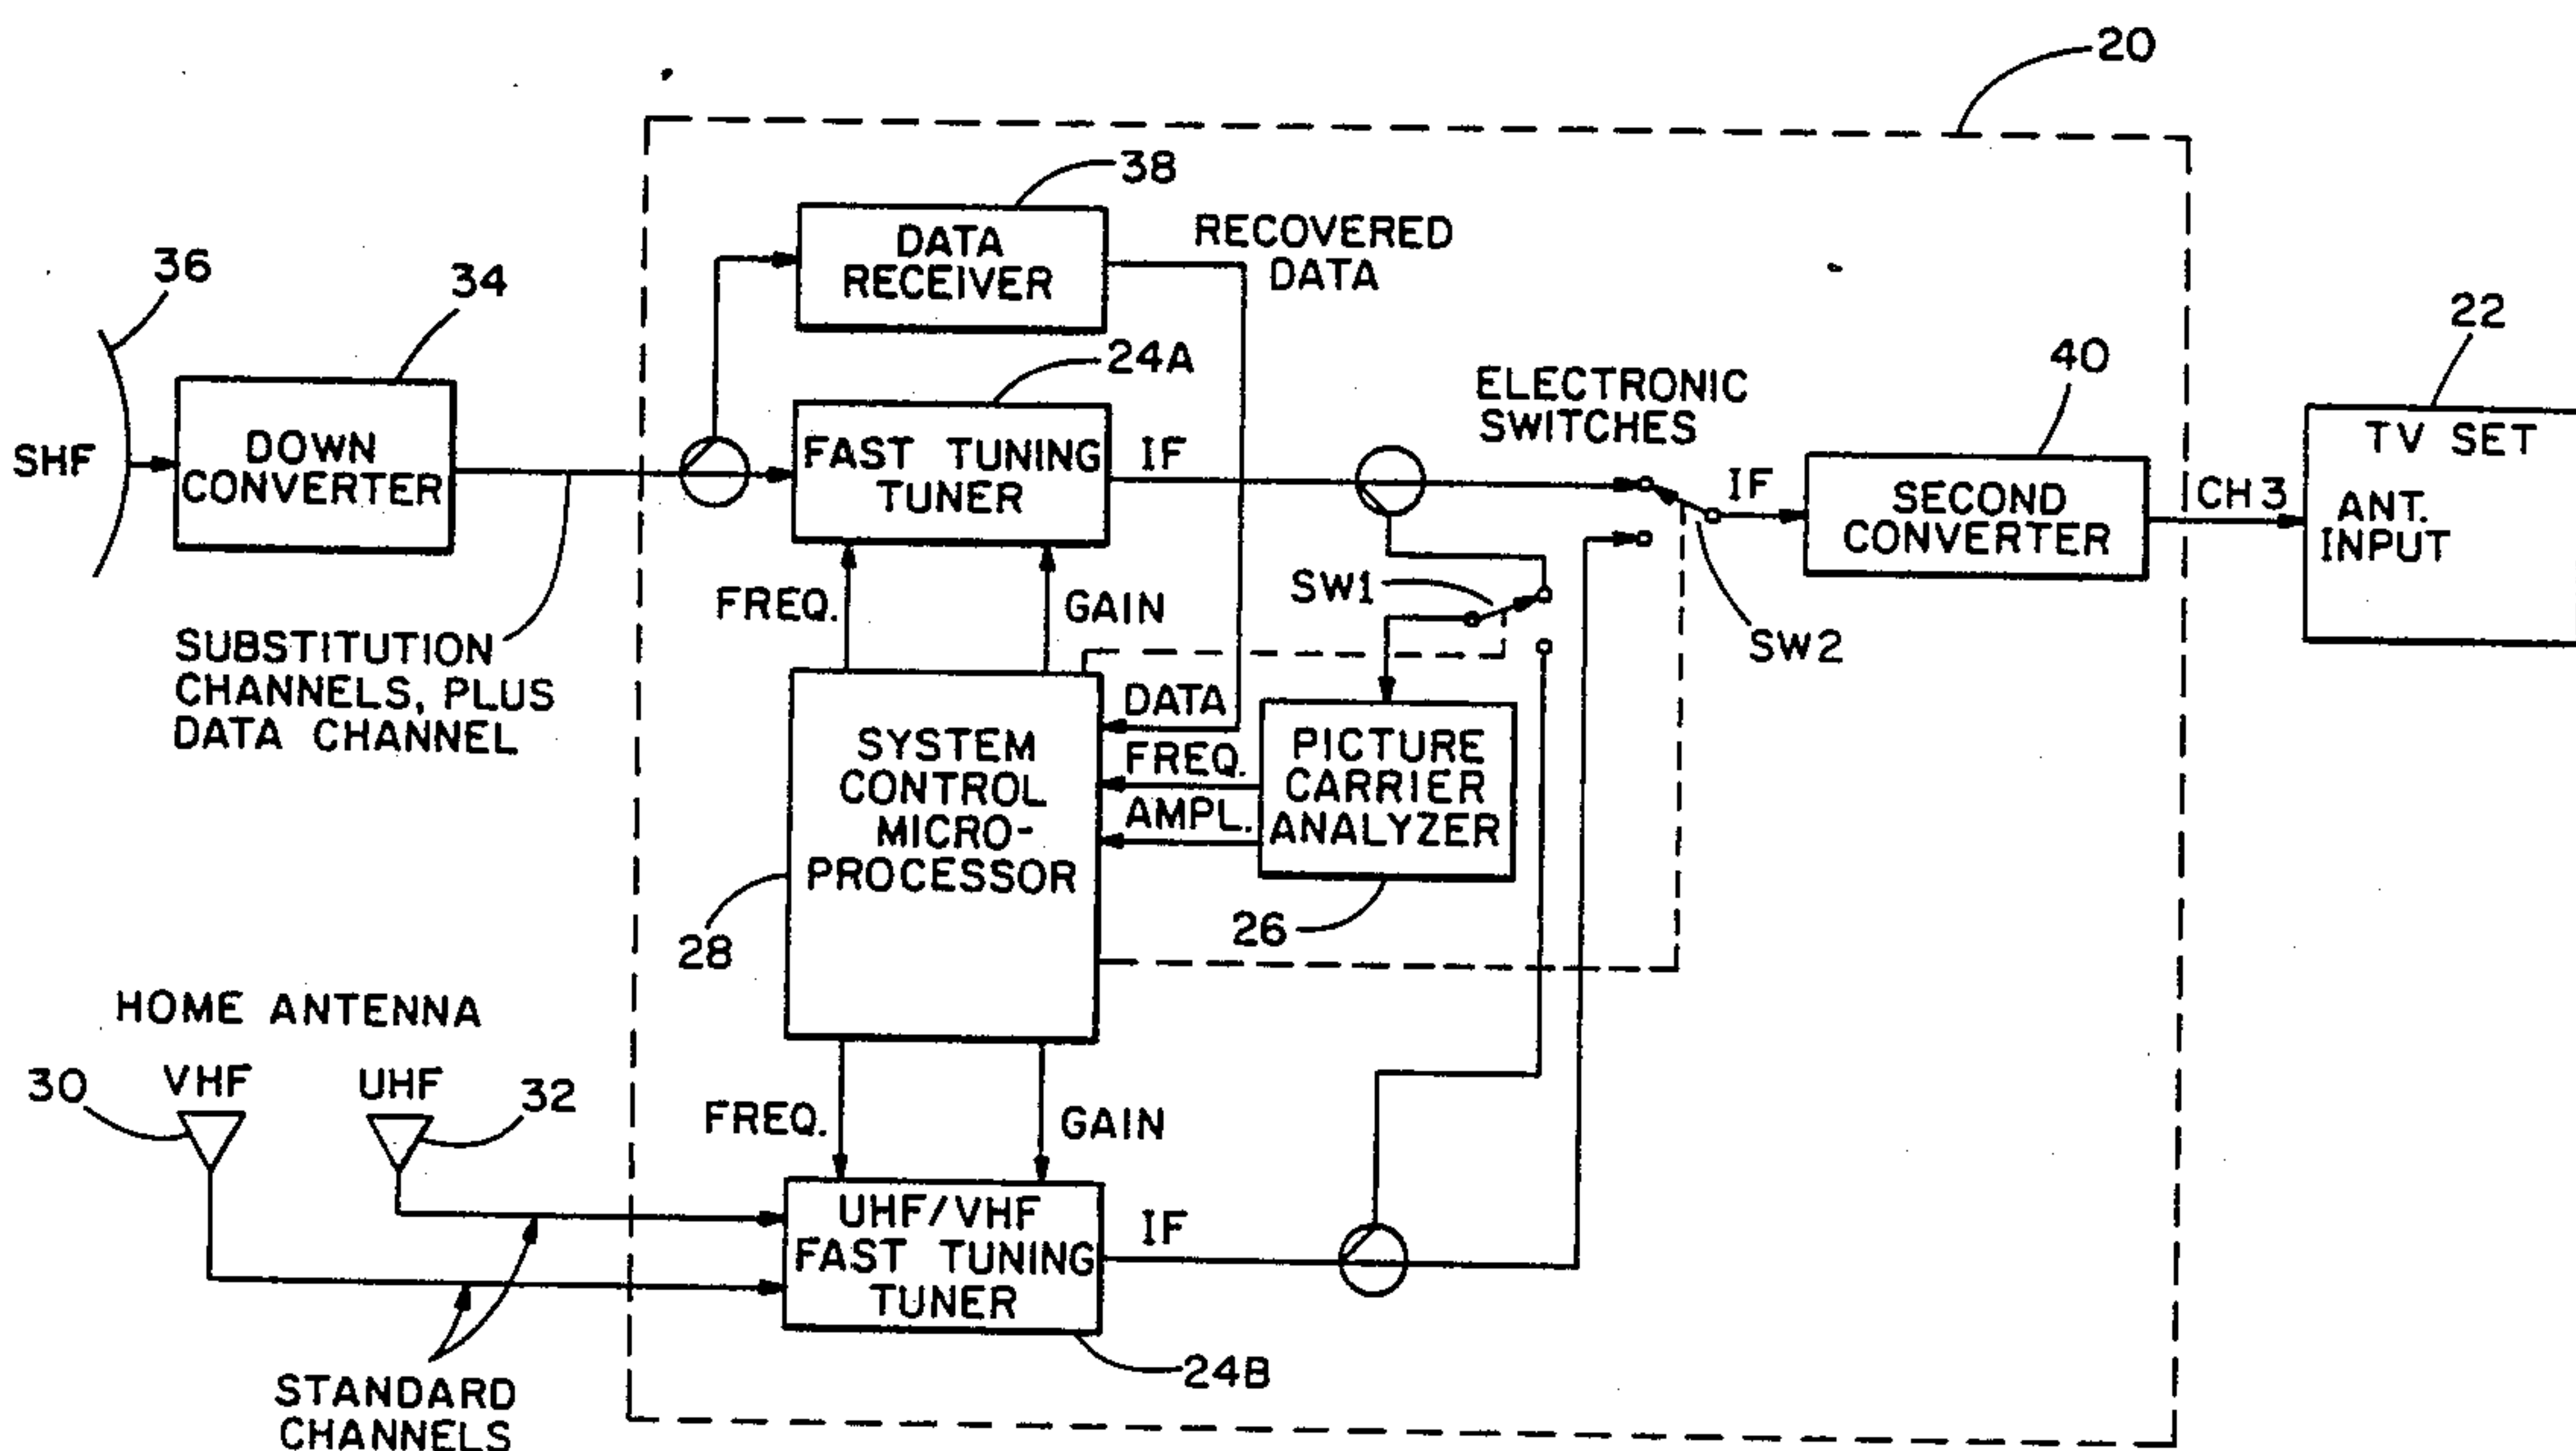 20
38
DATA
RECEIVER
RECOVERED
DATA
36
34
24A
22
40
ELECTRONIC
SWITCHES
SHF
DOWN
CONVERTER
FAST TUNING
TUNER
IF
IF
SECOND
CONVERTER
CH 3
TV SET
ANT.
INPUT
FREQ.
GAIN
SW1
SW2
SUBSTITUTION
CHANNELS, PLUS
DATA CHANNEL
SYSTEM
CONTROL
MICRO-
PROCESSOR
DATA
FREQ.
AMPL.
PICTURE
CARRIER
ANALYZER
28
26
HOME ANTENNA
30
VHF
UHF
32
FREQ.
GAIN
UHF/VHF
FAST TUNING
TUNER
IF
24B
STANDARD
CHANNELS